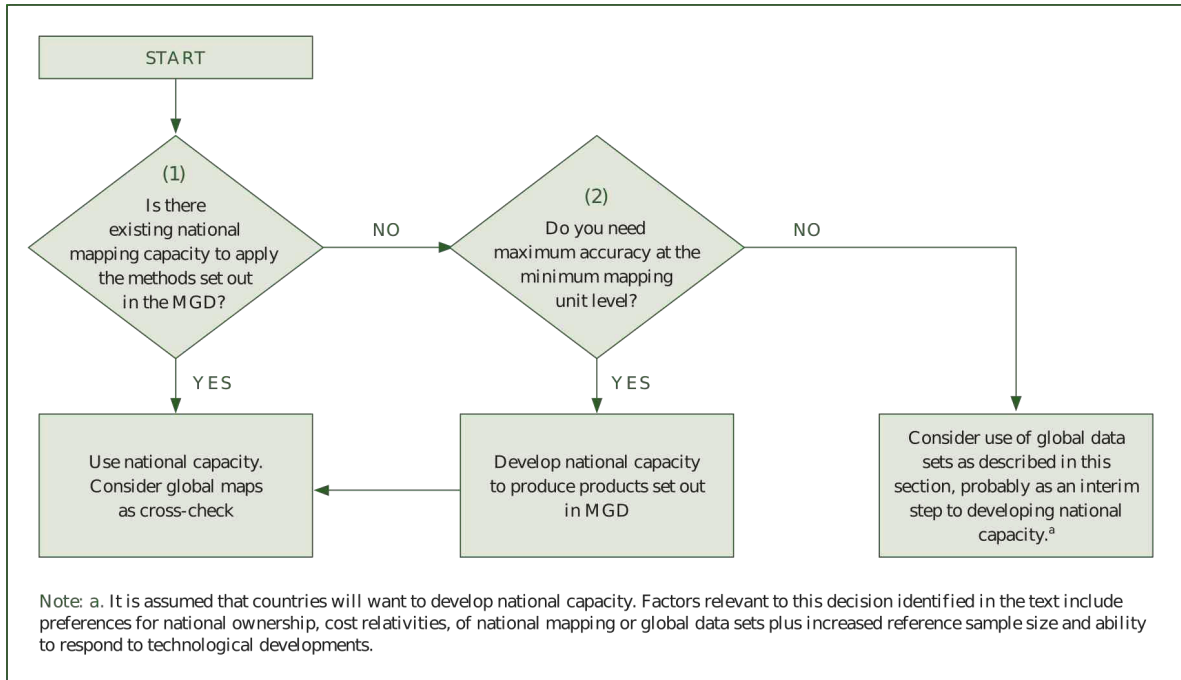 START
(1)
Is there
existing national
mapping capacity to apply
the methods set out
in the MGD?
NO
(2)
Do you need
maximum accuracy at the
minimum mapping
unit level?
NO
YES
YES
Use national capacity.
Consider global maps
as cross-check
Develop national capacity
to produce products set out
in MGD
Consider use of global data
sets as described in this
section, probably as an interim
step to developing national
capacity.ᵃ
Note: a. It is assumed that countries will want to develop national capacity. Factors relevant to this decision identified in the text include
preferences for national ownership, cost relativities, of national mapping or global data sets plus increased reference sample size and ability
to respond to technological developments.